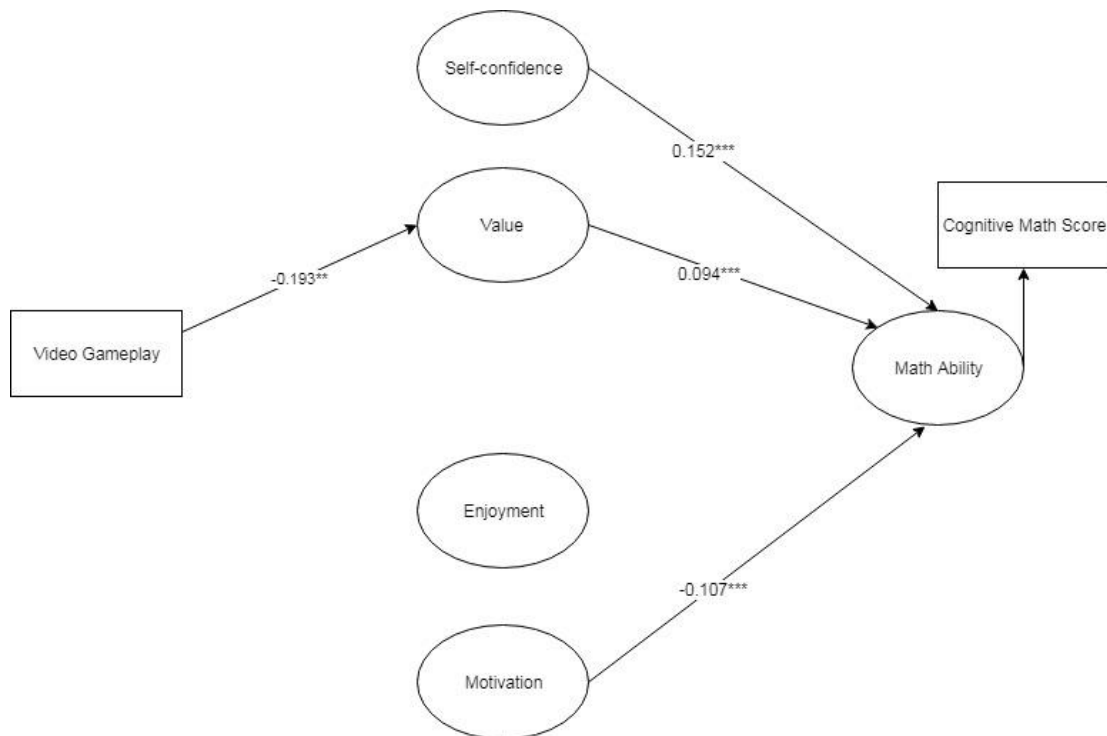 Self-confidence
0.152***
Value
Cognitive Math Score
-0.193**
0.094***
Video Gameplay
Math Ability
Enjoyment
-0.107***
Motivation